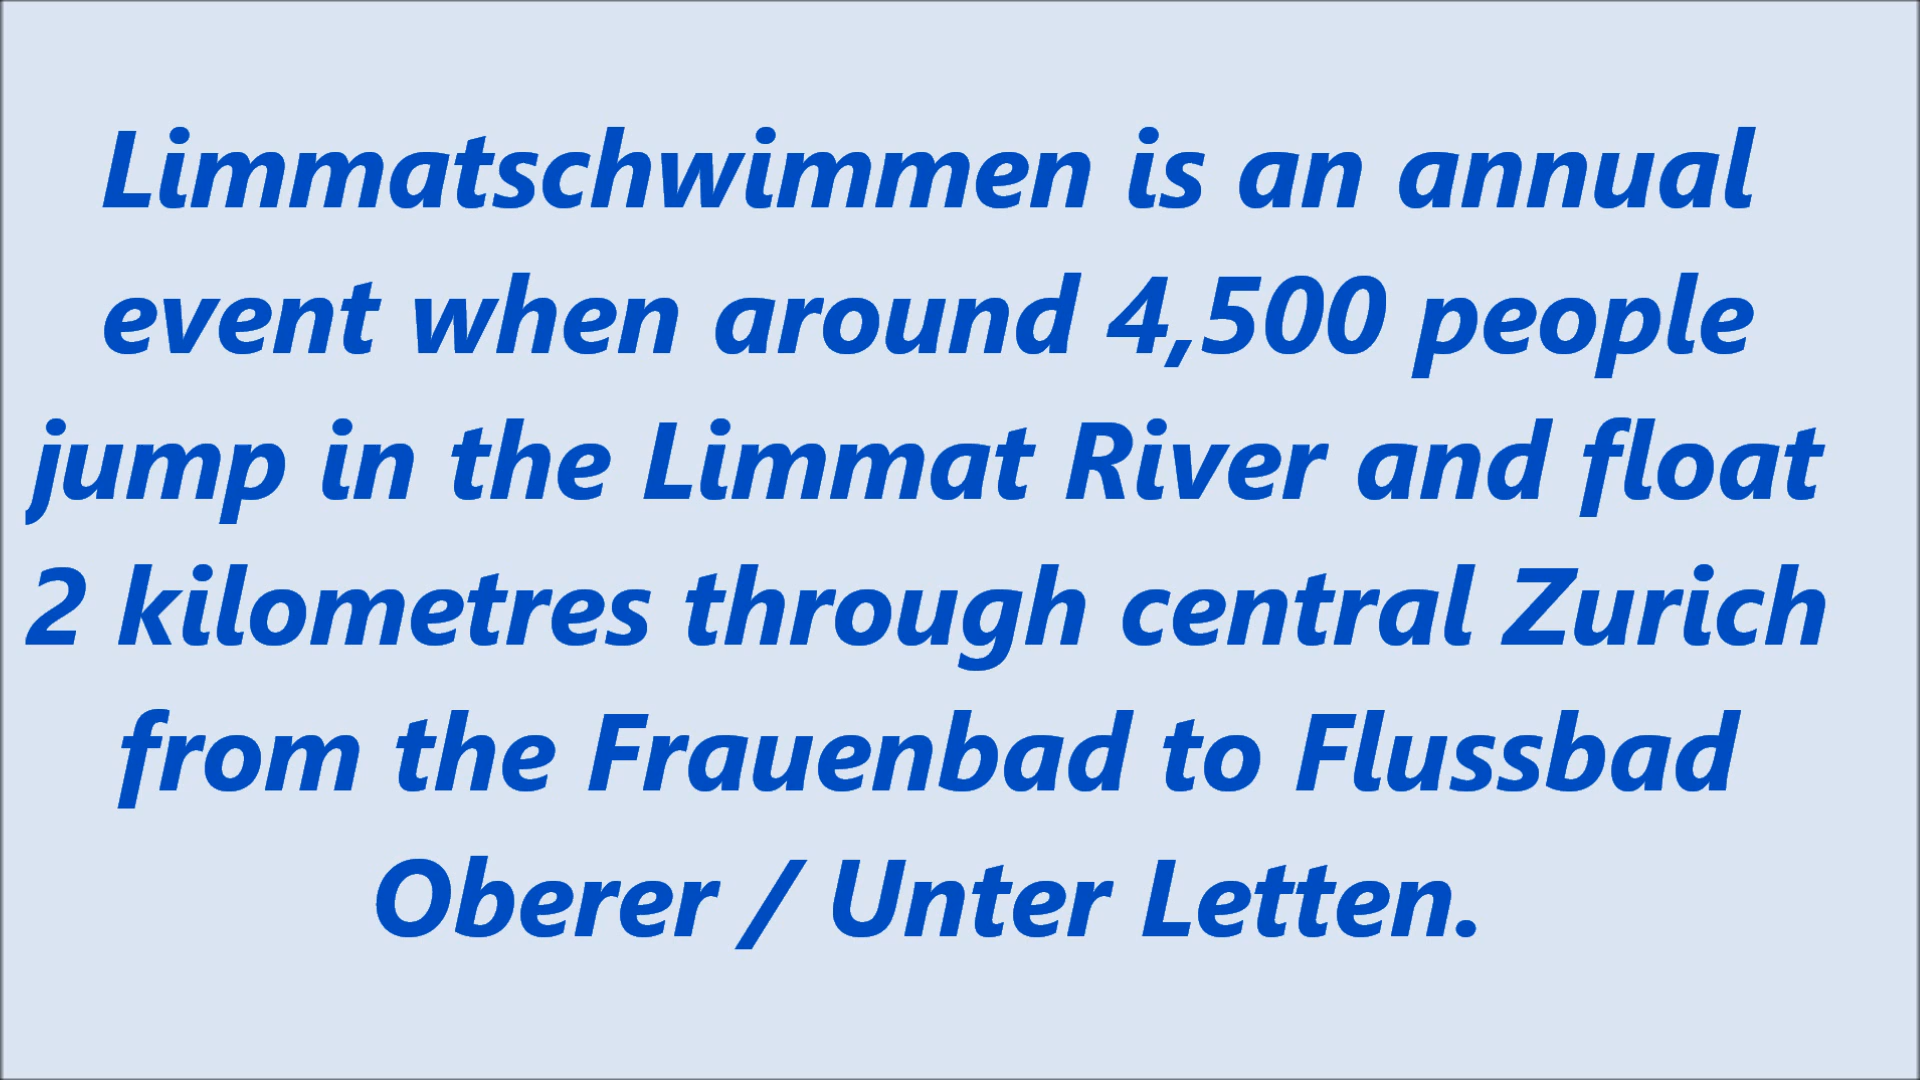 Limmatschwimmen is an annual
event when around 4,500 people
jump in the Limmat River and float
2 kilometres through central Zurich
from the Frauenbad to Flussbad
Oberer / Unter Letten.